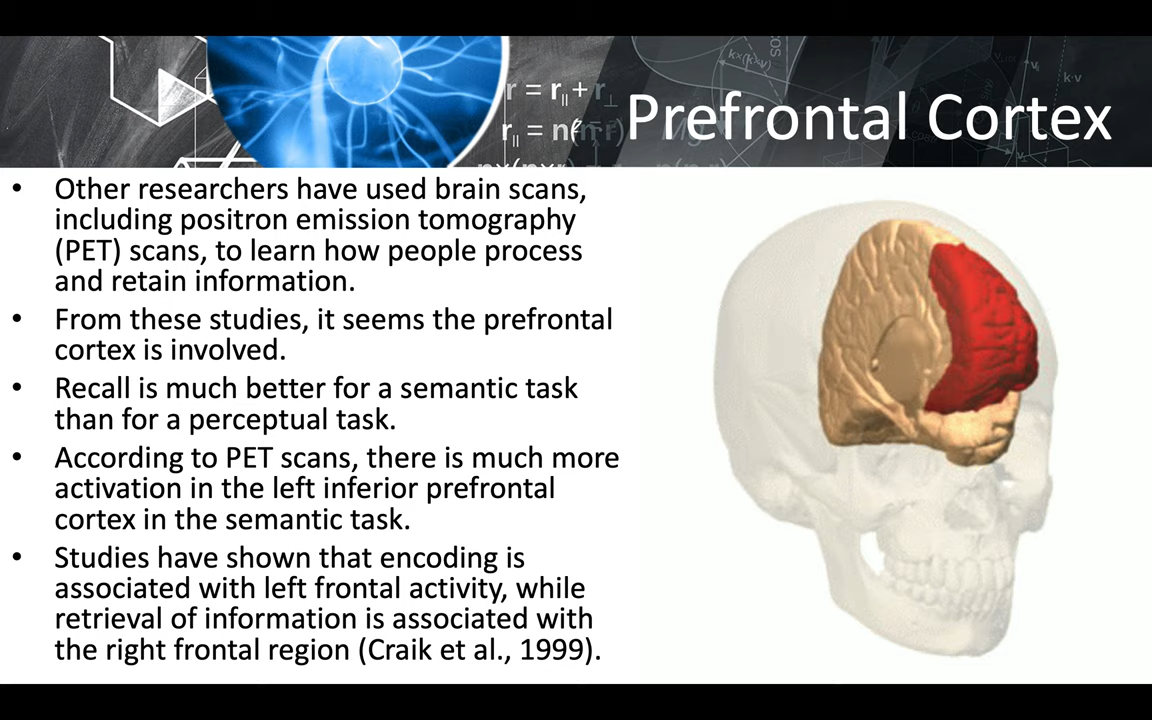 r = r||+ r⊥
k×(k×v)
k·v
r|| = n(n·r)
Prefrontal Cortex
• Other researchers have used brain scans,
including positron emission tomography
(PET) scans, to learn how people process
and retain information.
• From these studies, it seems the prefrontal
cortex is involved.
• Recall is much better for a semantic task
than for a perceptual task.
• According to PET scans, there is much more
activation in the left inferior prefrontal
cortex in the semantic task.
• Studies have shown that encoding is
associated with left frontal activity, while
retrieval of information is associated with
the right frontal region (Craik et al., 1999).